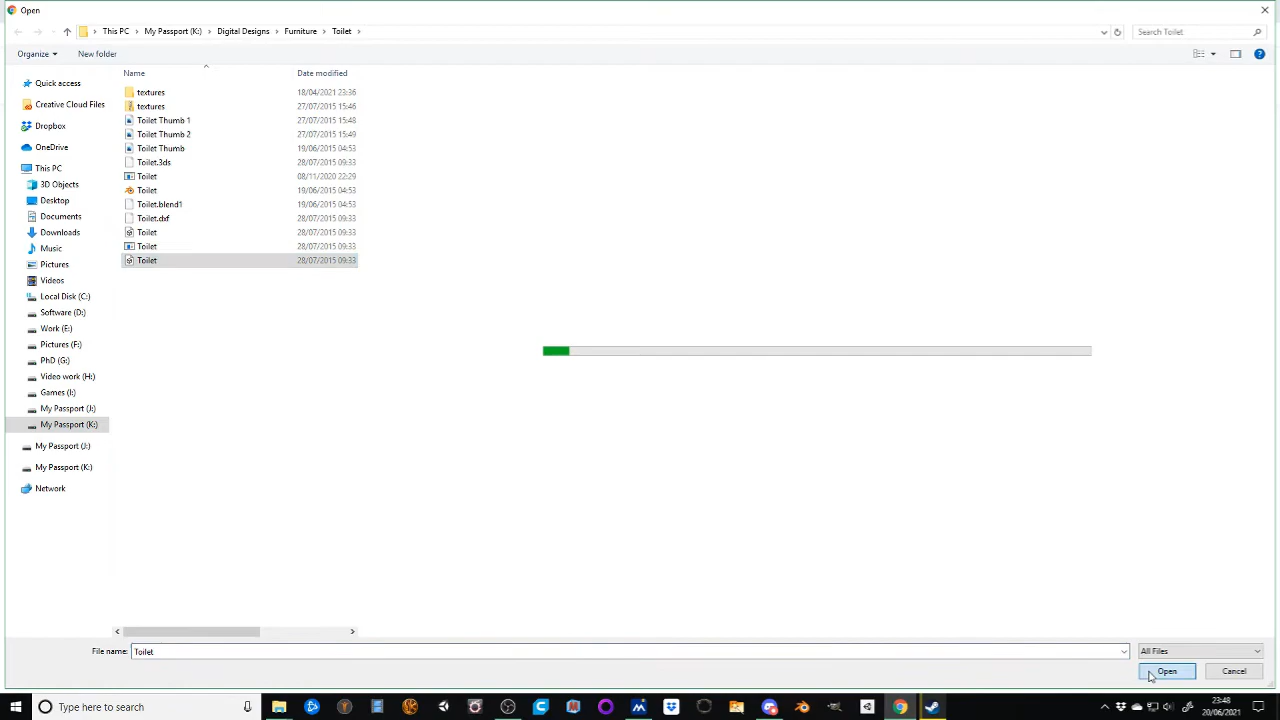 Open
This PC > My Passport (K:) > Digital Designs > Furniture > Toilet >
Search Toilet
Organize
New folder
Name
Date modified
Quick access
Creative Cloud Files
Dropbox
OneDrive
This PC
3D Objects
Desktop
Documents
Downloads
Music
Pictures
Videos
Local Disk (C:)
Software (D:)
Work (E:)
Pictures (F:)
PhD (G:)
Video work (H:)
Games (I:)
My Passport (J:)
My Passport (K:)
My Passport (J:)
My Passport (K:)
Network
textures 18/04/2021 23:36
textures 27/07/2015 15:46
Toilet Thumb 1 27/07/2015 15:48
Toilet Thumb 2 27/07/2015 15:49
Toilet Thumb 19/06/2015 04:53
Toilet.3ds 28/07/2015 09:33
Toilet 08/11/2020 22:29
Toilet 19/06/2015 04:53
Toilet.blend1 19/06/2015 04:53
Toilet.dxf 28/07/2015 09:33
Toilet 28/07/2015 09:33
Toilet 28/07/2015 09:33
Toilet 28/07/2015 09:33
File name: Toilet
All Files
Open
Cancel
Type here to search
23:48
20/06/2021